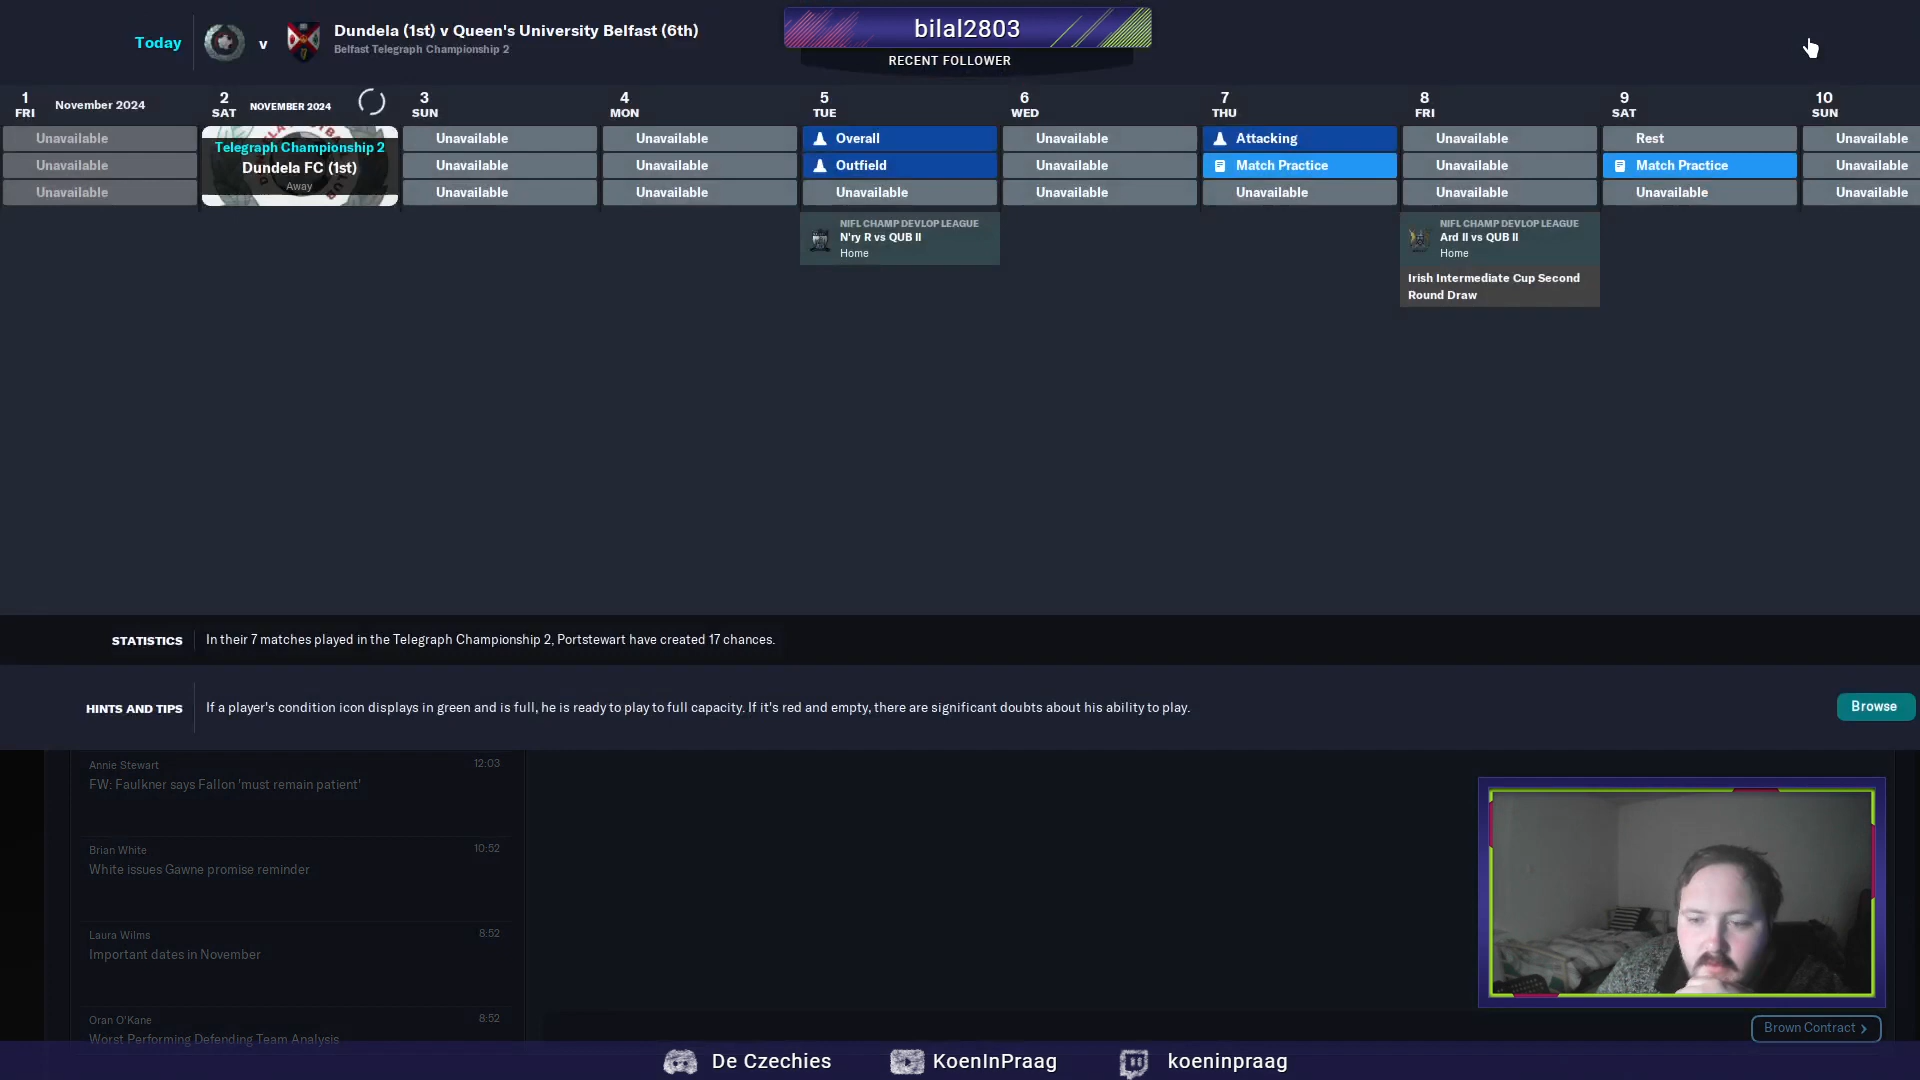 Today
v
Dundela (1st) v Queen's University Belfast (6th)
Belfast Telegraph Championship 2
bilal2803
RECENT FOLLOWER
1 FRI November 2024
2 SAT NOVEMBER 2024
3 SUN
4 MON
5 TUE
6 WED
7 THU
8 FRI
9 SAT
10 SUN
Unavailable
Unavailable
Unavailable
Telegraph Championship 2
Dundela FC (1st)
Away
Unavailable
Unavailable
Unavailable
Unavailable
Unavailable
Unavailable
Overall
Outfield
Unavailable
NIFL CHAMP DEVLOP LEAGUE
N'ry R vs QUB II
Home
Unavailable
Unavailable
Unavailable
Attacking
Match Practice
Unavailable
Unavailable
Unavailable
Unavailable
NIFL CHAMP DEVLOP LEAGUE
Ard II vs QUB II
Home
Irish Intermediate Cup Second
Round Draw
Rest
Match Practice
Unavailable
Unavailable
Unavailable
Unavailable
STATISTICS In their 7 matches played in the Telegraph Championship 2, Portstewart have created 17 chances.
HINTS AND TIPS If a player's condition icon displays in green and is full, he is ready to play to full capacity. If it's red and empty, there are significant doubts about his ability to play.
Browse
Annie Stewart 12:03
FW: Faulkner says Fallon 'must remain patient'
Brian White 10:52
White issues Gawne promise reminder
Laura Wilms 8:52
Important dates in November
Oran O'Kane 8:52
Worst Performing Defending Team Analysis
Brown Contract
De Czechies
KoenInPraag
koeninpraag